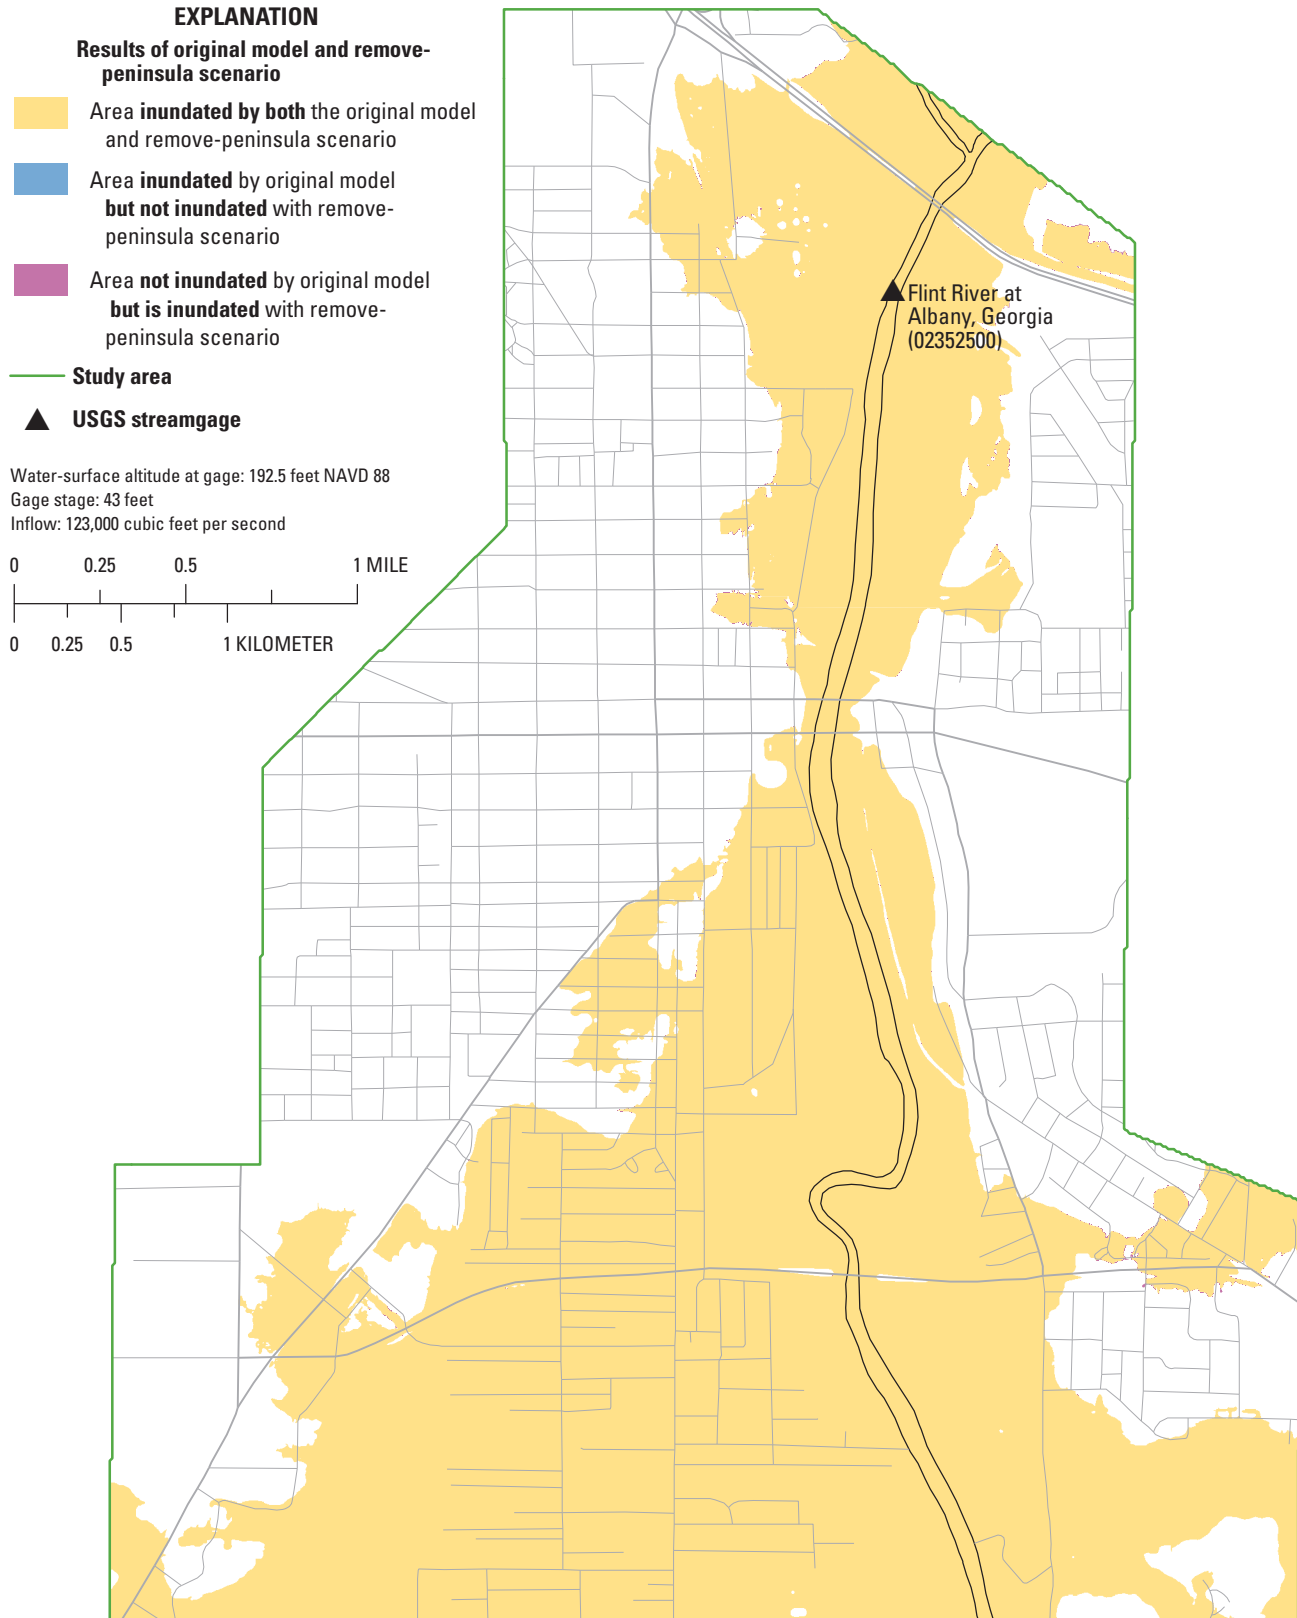 EXPLANATION
Results of original model and remove-
peninsula scenario
Area inundated by both the original model
and remove-peninsula scenario
Area inundated by original model
but not inundated with remove-
peninsula scenario
Area not inundated by original model
but is inundated with remove-
peninsula scenario
Study area
USGS streamgage
Water-surface altitude at gage: 192.5 feet NAVD 88
Gage stage: 43 feet
Inflow: 123,000 cubic feet per second
0 0.25 0.5 1 MILE
0 0.25 0.5 1 KILOMETER
Flint River at
Albany, Georgia
(02352500)